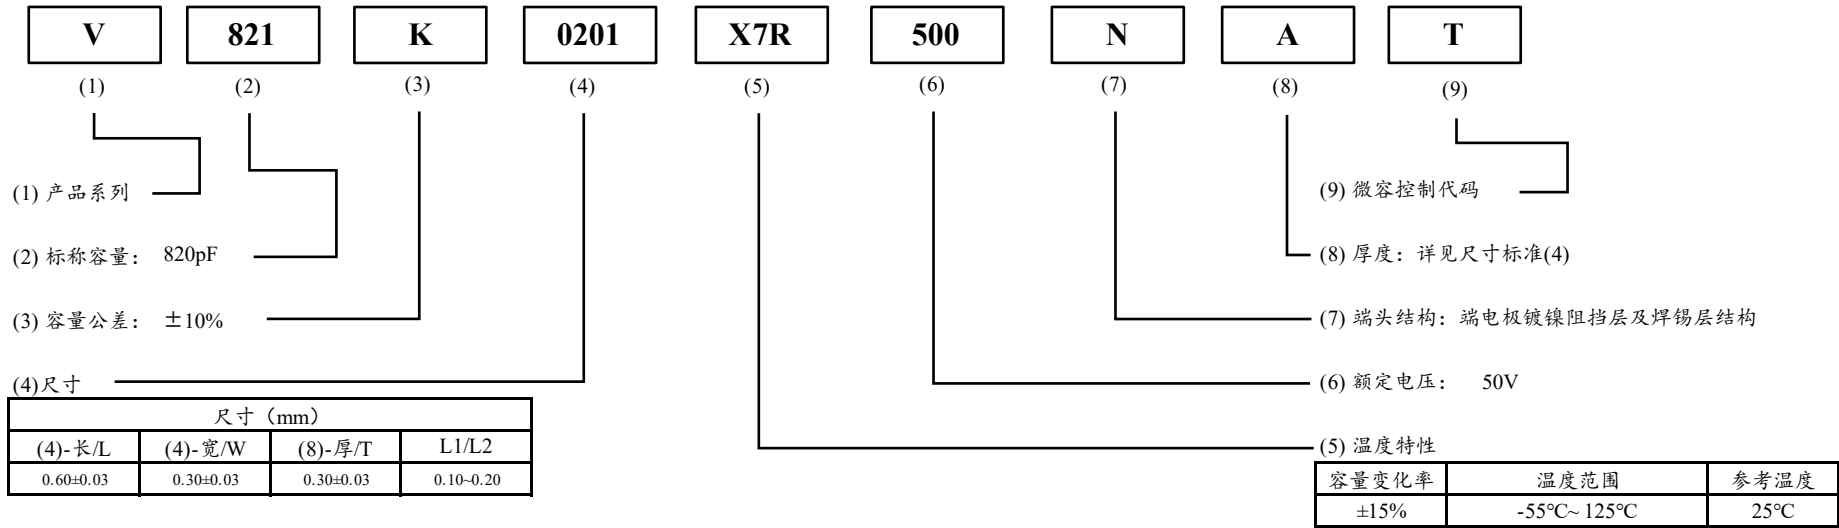 V 821 K 0201 X7R 500 N A T
(1) (2) (3) (4) (5) (6) (7) (8) (9)
(1) 产品系列
(9) 微容控制代码
(2) 标称容量： 820pF
(8) 厚度：详见尺寸标准(4)
(3) 容量公差： ±10%
(7) 端头结构：端电极镀镍阻挡层及焊锡层结构
(4)尺寸
(6) 额定电压： 50V
尺寸（mm）
(4)-长/L (4)-宽/W (8)-厚/T L1/L2
0.60±0.03 0.30±0.03 0.30±0.03 0.10~0.20
(5) 温度特性
容量变化率 温度范围 参考温度
±15% -55℃~ 125℃ 25℃